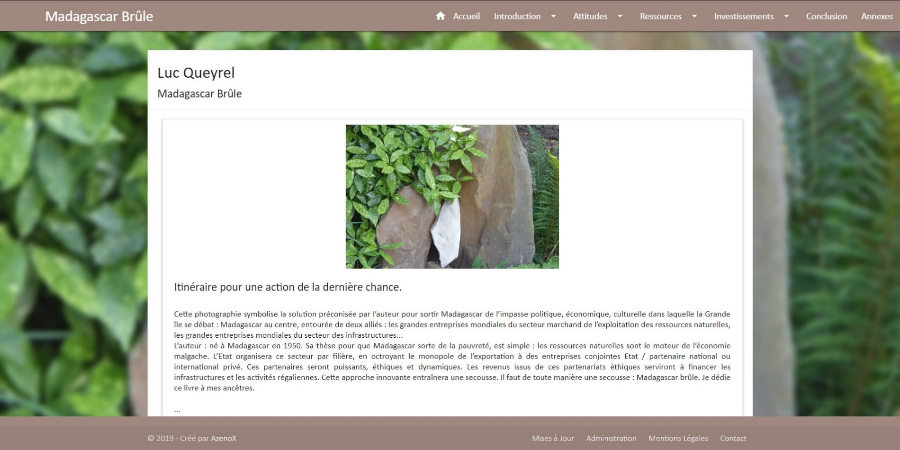 Madagascar Brûle
Accueil Introduction Attitudes Ressources Investissements Conclusion Annexes
Luc Queyrel
Madagascar Brûle
Itinéraire pour une action de la dernière chance.
Cette photographie symbolise la solution préconisée par l'auteur pour sortir Madagascar de l'impasse politique, économique, culturelle dans laquelle la Grande
île se débat : Madagascar au centre, entourée de deux alliés : les grandes entreprises mondiales du secteur marchand de l'exploitation des ressources naturelles,
les grandes entreprises mondiales du secteur des infrastructures...
L'auteur : né à Madagascar en 1950. Sa thèse pour que Madagascar sorte de la pauvreté, est simple : les ressources naturelles sont le moteur de l'économie
malgache. L'Etat organisera ce secteur par filière, en octroyant le monopole de l'exportation à des entreprises conjointes Etat / partenaire national ou
international privé. Ces partenaires seront puissants, éthiques et dynamiques. Les revenus issus de ces partenariats éthiques serviront à financer les
infrastructures et les activités régaliennes. Cette approche innovante entraînera une secousse. Il faut de toute manière une secousse : Madagascar brûle. Je dédie
ce livre à mes ancêtres.
...
© 2019 - Créé par AzenoX
Mises à Jour Administration Mentions Légales Contact